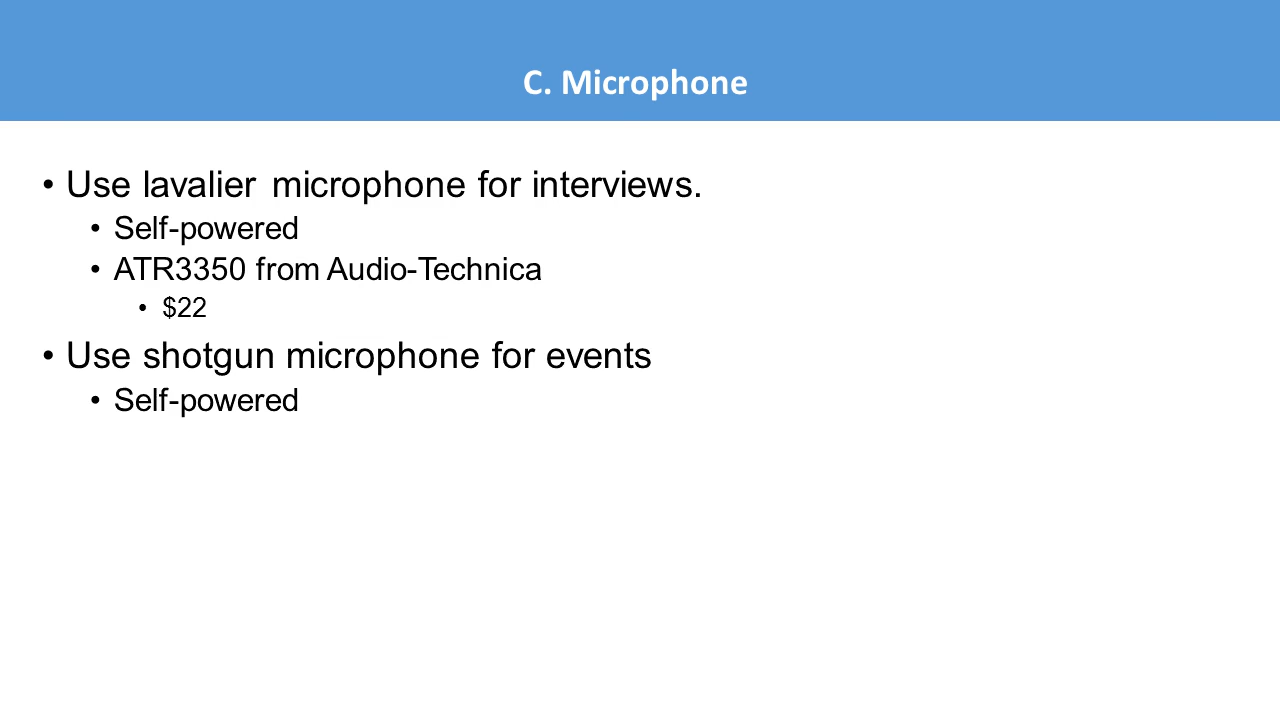 C. Microphone
• Use lavalier microphone for interviews.
• Self-powered
• ATR3350 from Audio-Technica
• $22
• Use shotgun microphone for events
• Self-powered